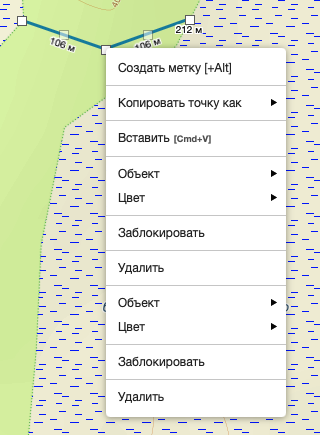 106 м
106 м
212 м
Создать метку [+Alt]
Копировать точку как
Вставить [Cmd+V]
Объект
Цвет
Заблокировать
Удалить
Объект
Цвет
Заблокировать
Удалить